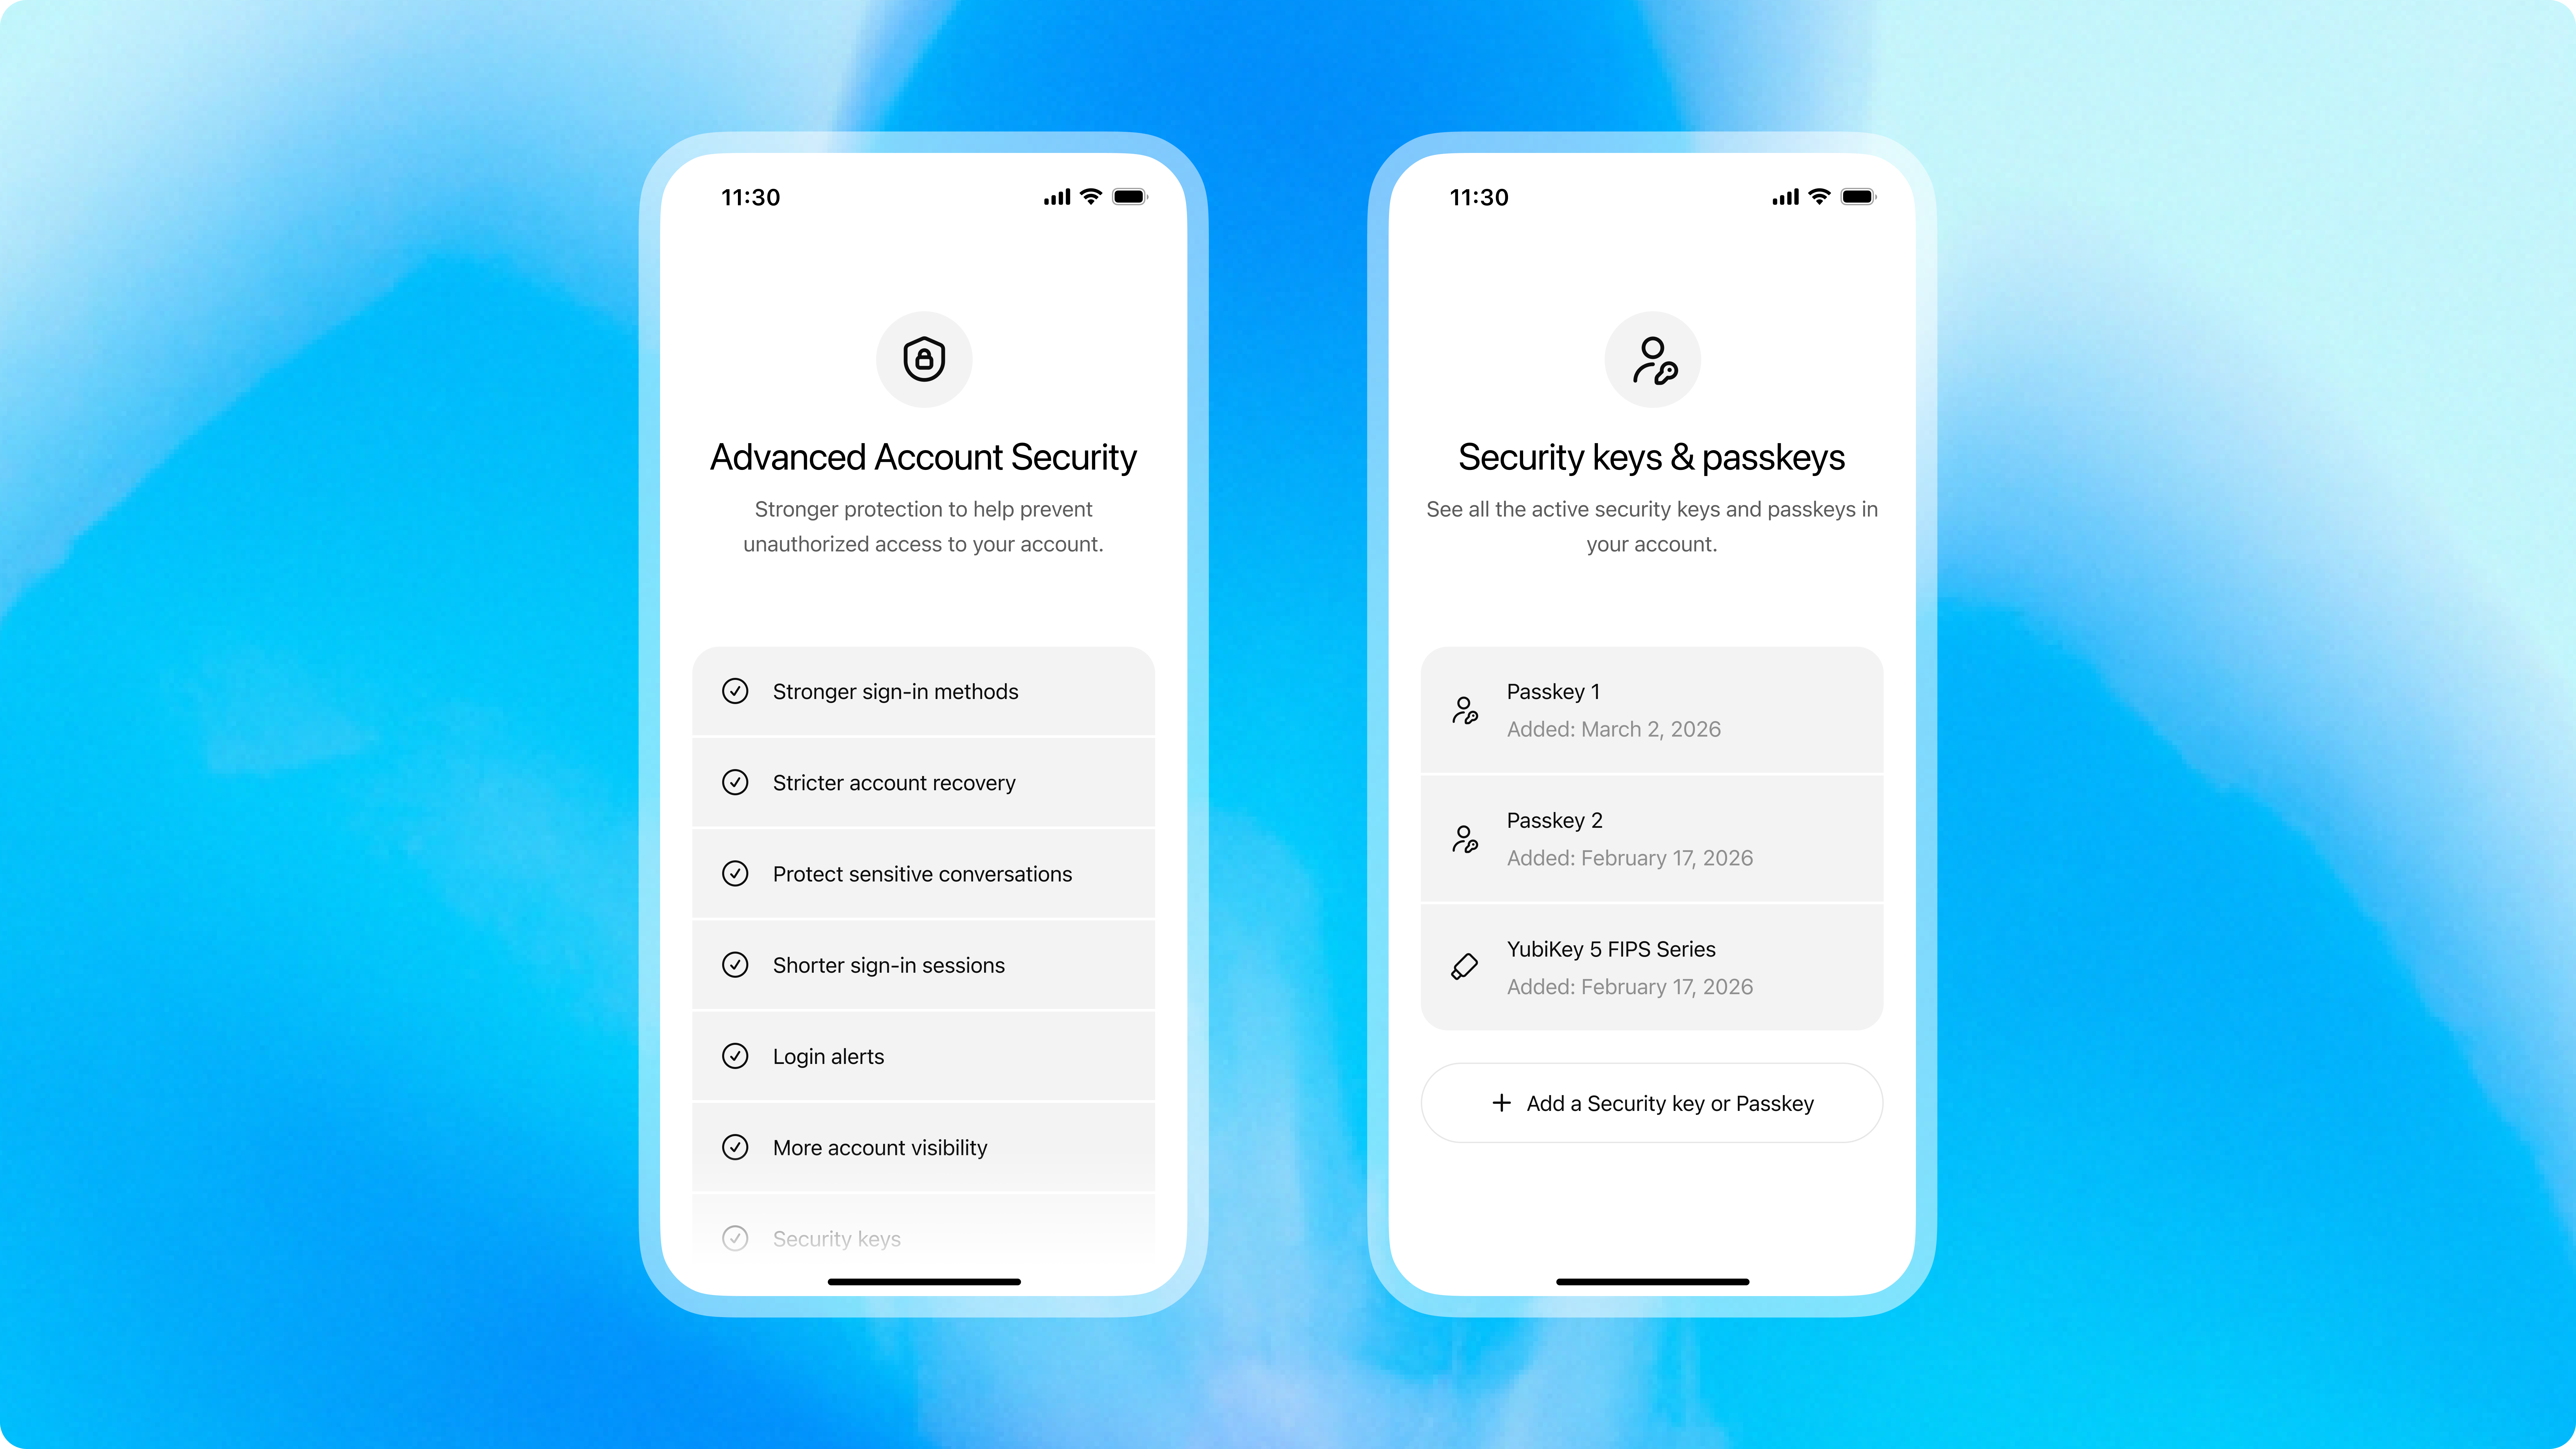 11:30
Advanced Account Security
Stronger protection to help prevent
unauthorized access to your account.
Stronger sign-in methods
Stricter account recovery
Protect sensitive conversations
Shorter sign-in sessions
Login alerts
More account visibility
Security keys
11:30
Security keys & passkeys
See all the active security keys and passkeys in
your account.
Passkey 1
Added: March 2, 2026
Passkey 2
Added: February 17, 2026
YubiKey 5 FIPS Series
Added: February 17, 2026
+ Add a Security key or Passkey